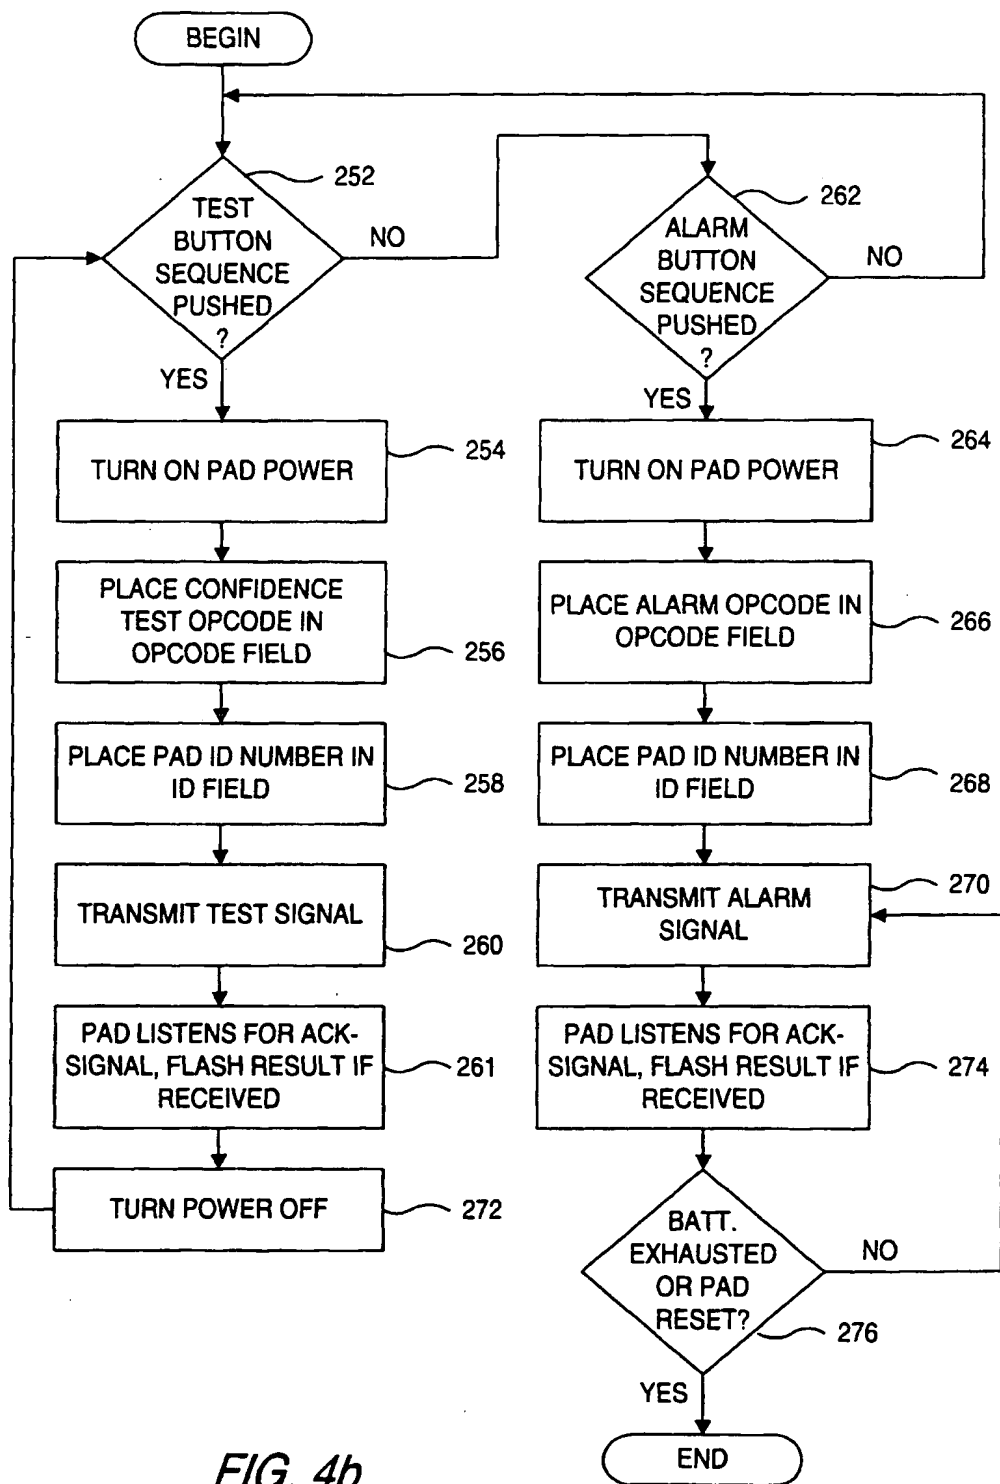 BEGIN
252
TEST
BUTTON
SEQUENCE
PUSHED
?
NO
YES
254
TURN ON PAD POWER
PLACE CONFIDENCE
TEST OPCODE IN
OPCODE FIELD
256
PLACE PAD ID NUMBER IN
ID FIELD
258
TRANSMIT TEST SIGNAL
260
PAD LISTENS FOR ACK-
SIGNAL, FLASH RESULT IF
RECEIVED
261
TURN POWER OFF
272
262
ALARM
BUTTON
SEQUENCE
PUSHED
?
NO
YES
264
TURN ON PAD POWER
PLACE ALARM OPCODE IN
OPCODE FIELD
266
PLACE PAD ID NUMBER IN
ID FIELD
268
TRANSMIT ALARM
SIGNAL
270
PAD LISTENS FOR ACK-
SIGNAL, FLASH RESULT IF
RECEIVED
274
BATT.
EXHAUSTED
OR PAD
RESET?
NO
276
YES
END
FIG. 4b